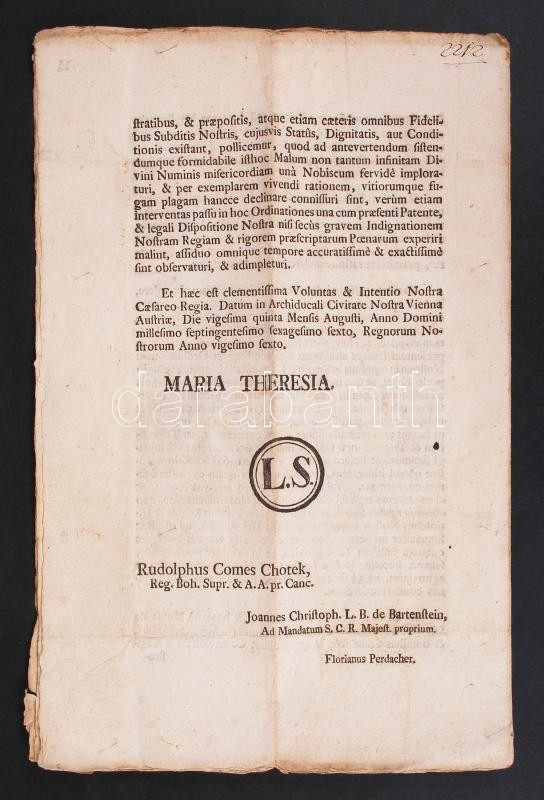 2212
ſtratibus, & præpoſitis, atque etiam cæteris omnibus Fideli-
bus Subditis Noſtris, cujuſvis Statûs, Dignitatis, aut Condi-
tionis exiſtant, pollicemur, quod ad antevertendum ſiſten-
dumque formidabile iſthoc Malum non tantum infinitam Di-
vini Numinis miſericordiam unà Nobiscum fervidè implora-
turi, & per exemplarem vivendi rationem, vitiorumque fu-
gam plagam hancce declinare conniſſuri ſint, verùm etiam
interventas paſſu in hoc Ordinationes una cum præſenti Patente,
& legali Diſpoſitione Noſtra niſi ſecùs gravem Indignationem
Noſtram Regiam & rigorem præſcriptarum Pœnarum experiri
malint, aſſiduo omnique tempore accuratiſſimè & exactiſſimè
ſint obſervaturi, & adimpleturi.
Et hæc eſt clementiſſima Voluntas & Intentio Noſtra
Cæſareo-Regia. Datum in Archiducali Civitate Noſtra Vienna
Auſtriæ, Die vigeſima quinta Menſis Auguſti, Anno Domini
milleſimo ſeptingenteſimo ſexageſimo ſexto, Regnorum No-
ſtrorum Anno vigeſimo ſexto.
MARIA THERESIA.
darabanth
L.S.
Rudolphus Comes Chotek,
Reg. Boh. Supr. & A. A. pr. Canc.
Joannes Chriſtoph. L. B. de Bartenſtein,
Ad Mandatum S. C. R. Majeſt. proprium.
Florianus Perdacher.